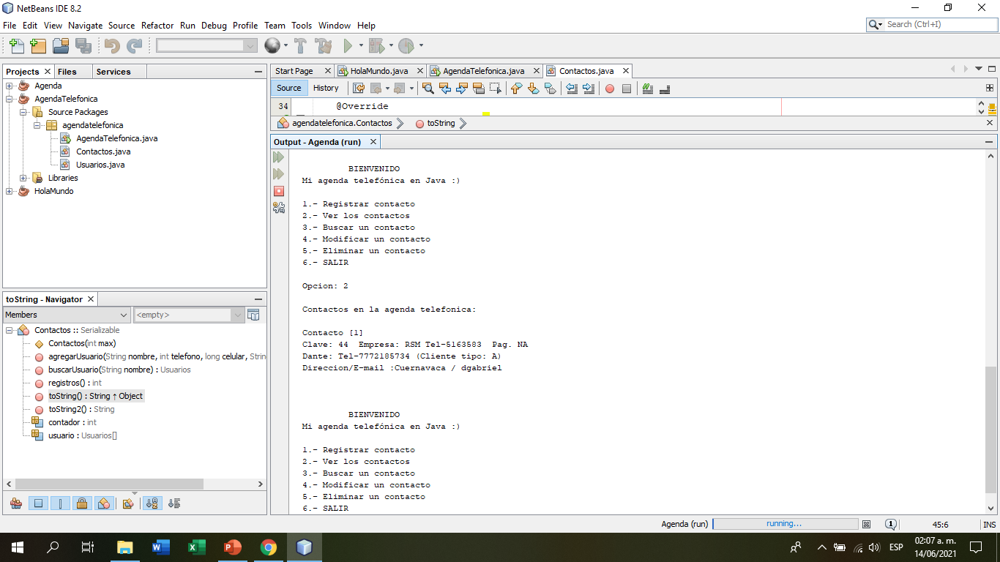 NetBeans IDE 8.2
File Edit View Navigate Source Refactor Run Debug Profile Team Tools Window Help
Search (Ctrl+I)
Projects Files Services
Agenda
AgendaTelefonica
Source Packages
agendatelefonica
AgendaTelefonica.java
Contactos.java
Usuarios.java
Libraries
HolaMundo
toString - Navigator
Members <empty>
Contactos :: Serializable
Contactos(int max)
agregarUsuario(String nombre, int telefono, long celular, Strin
buscarUsuario(String nombre) : Usuarios
registros() : int
toString() : String ↑ Object
toString2() : String
contador : int
usuario : Usuarios[]
Start Page HolaMundo.java AgendaTelefonica.java Contactos.java
Source History
34 @Override
agendatelefonica.Contactos toString
Output - Agenda (run)
BIENVENIDO
Mi agenda telefónica en Java :)
1.- Registrar contacto
2.- Ver los contactos
3.- Buscar un contacto
4.- Modificar un contacto
5.- Eliminar un contacto
6.- SALIR
Opcion: 2
Contactos en la agenda telefonica:
Contacto [1]
Clave: 44 Empresa: RSM Tel-5163583 Pag. NA
Dante: Tel-7772185734 (Cliente tipo: A)
Direccion/E-mail :Cuernavaca / dgabriel
BIENVENIDO
Mi agenda telefónica en Java :)
1.- Registrar contacto
2.- Ver los contactos
3.- Buscar un contacto
4.- Modificar un contacto
5.- Eliminar un contacto
6.- SALIR
Agenda (run) running... 1 45:6 INS
ESP
02:07 a. m.
14/06/2021